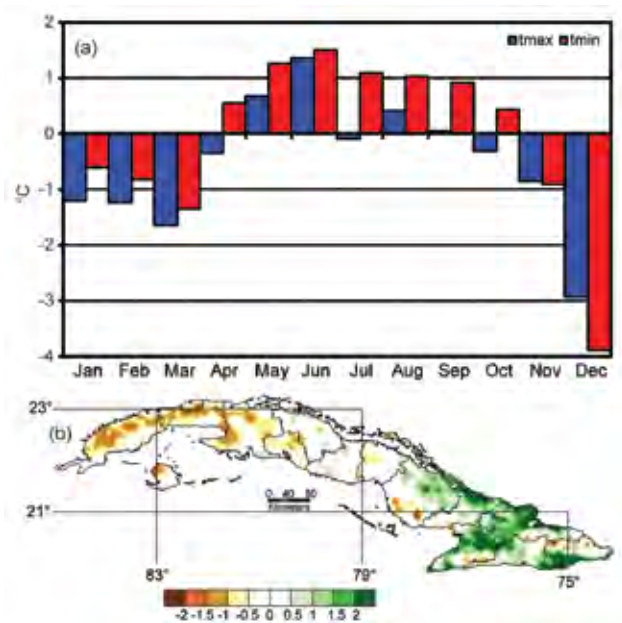 2
(a)
tmax tmin
1
0
°C
-1
-2
-3
-4
Jan Feb Mar Apr May Jun Jul Aug Sep Oct Nov Dec
23°
(b)
21°
0 40 80
Kilometers
83° 79° 75°
-2 -1.5 -1 -0.5 0 0.5 1 1.5 2